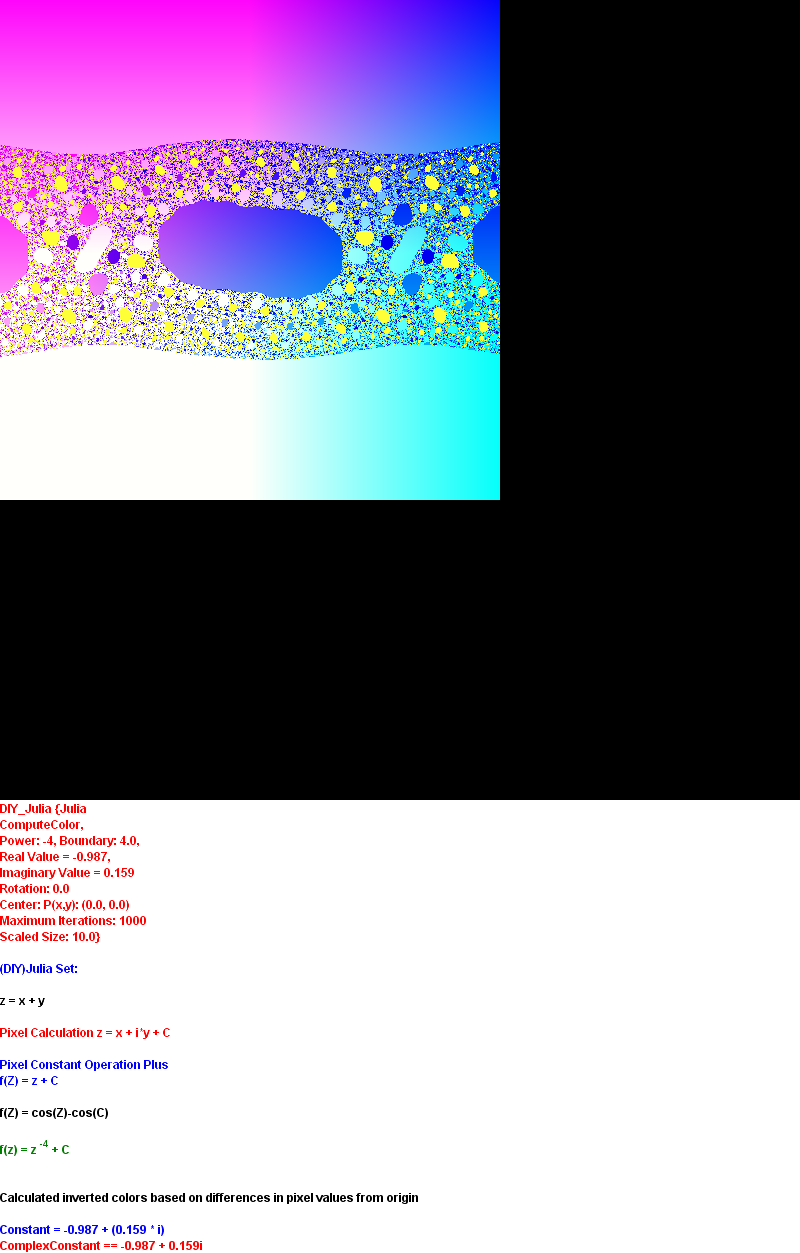 DIY_Julia {Julia
ComputeColor,
Power: -4, Boundary: 4.0,
Real Value = -0.987,
Imaginary Value = 0.159
Rotation: 0.0
Center: P(x,y): (0.0, 0.0)
Maximum Iterations: 1000
Scaled Size: 10.0}
(DIY)Julia Set:
z = x + y
Pixel Calculation z = x + i*y + C
Pixel Constant Operation Plus
f(Z) = z + C
f(Z) = cos(Z)-cos(C)
f(z) = z -4 + C
Calculated inverted colors based on differences in pixel values from origin
Constant = -0.987 + (0.159 * i)
ComplexConstant == -0.987 + 0.159i